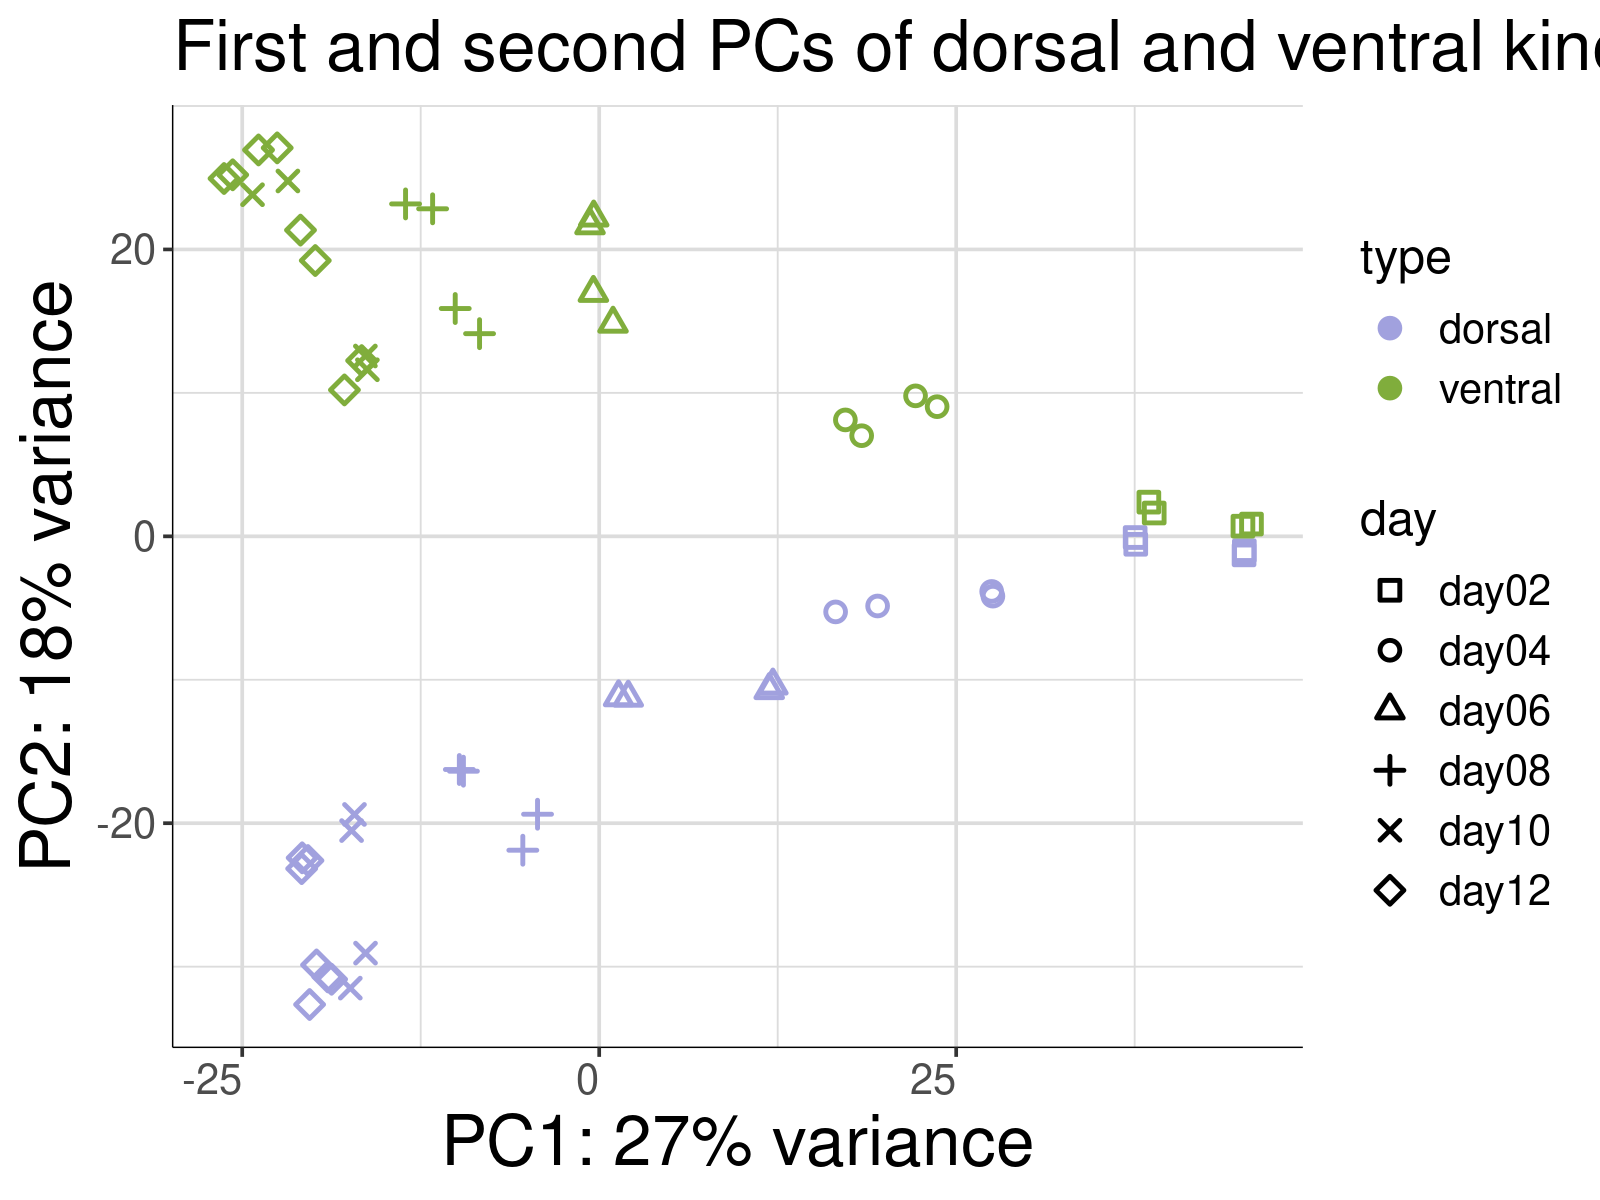 First and second PCs of dorsal and ventral
PC2: 18% variance
20
0
-20
-25
0
25
PC1: 27% variance
type
dorsal
ventral
day
day02
day04
day06
day08
day10
day12